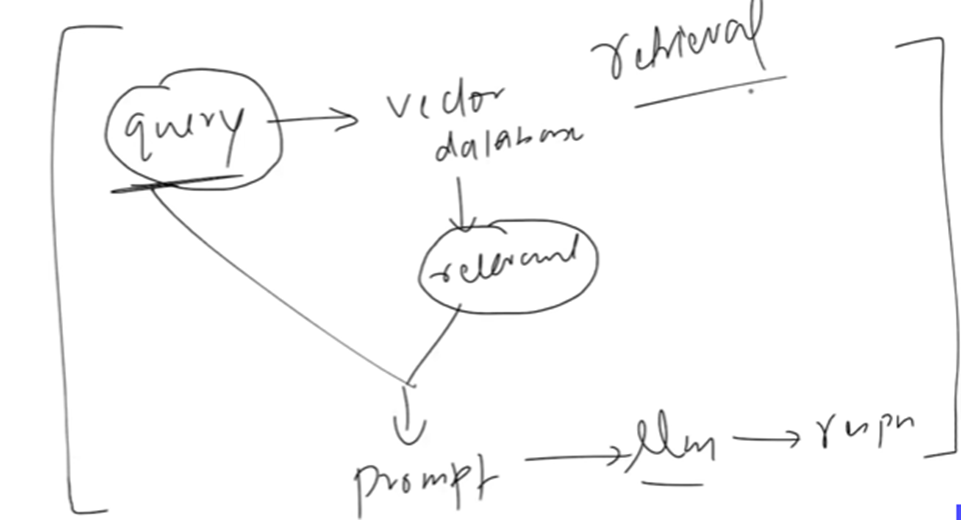 retrieval
query
vector
database
relevant
prompt
llm
respn